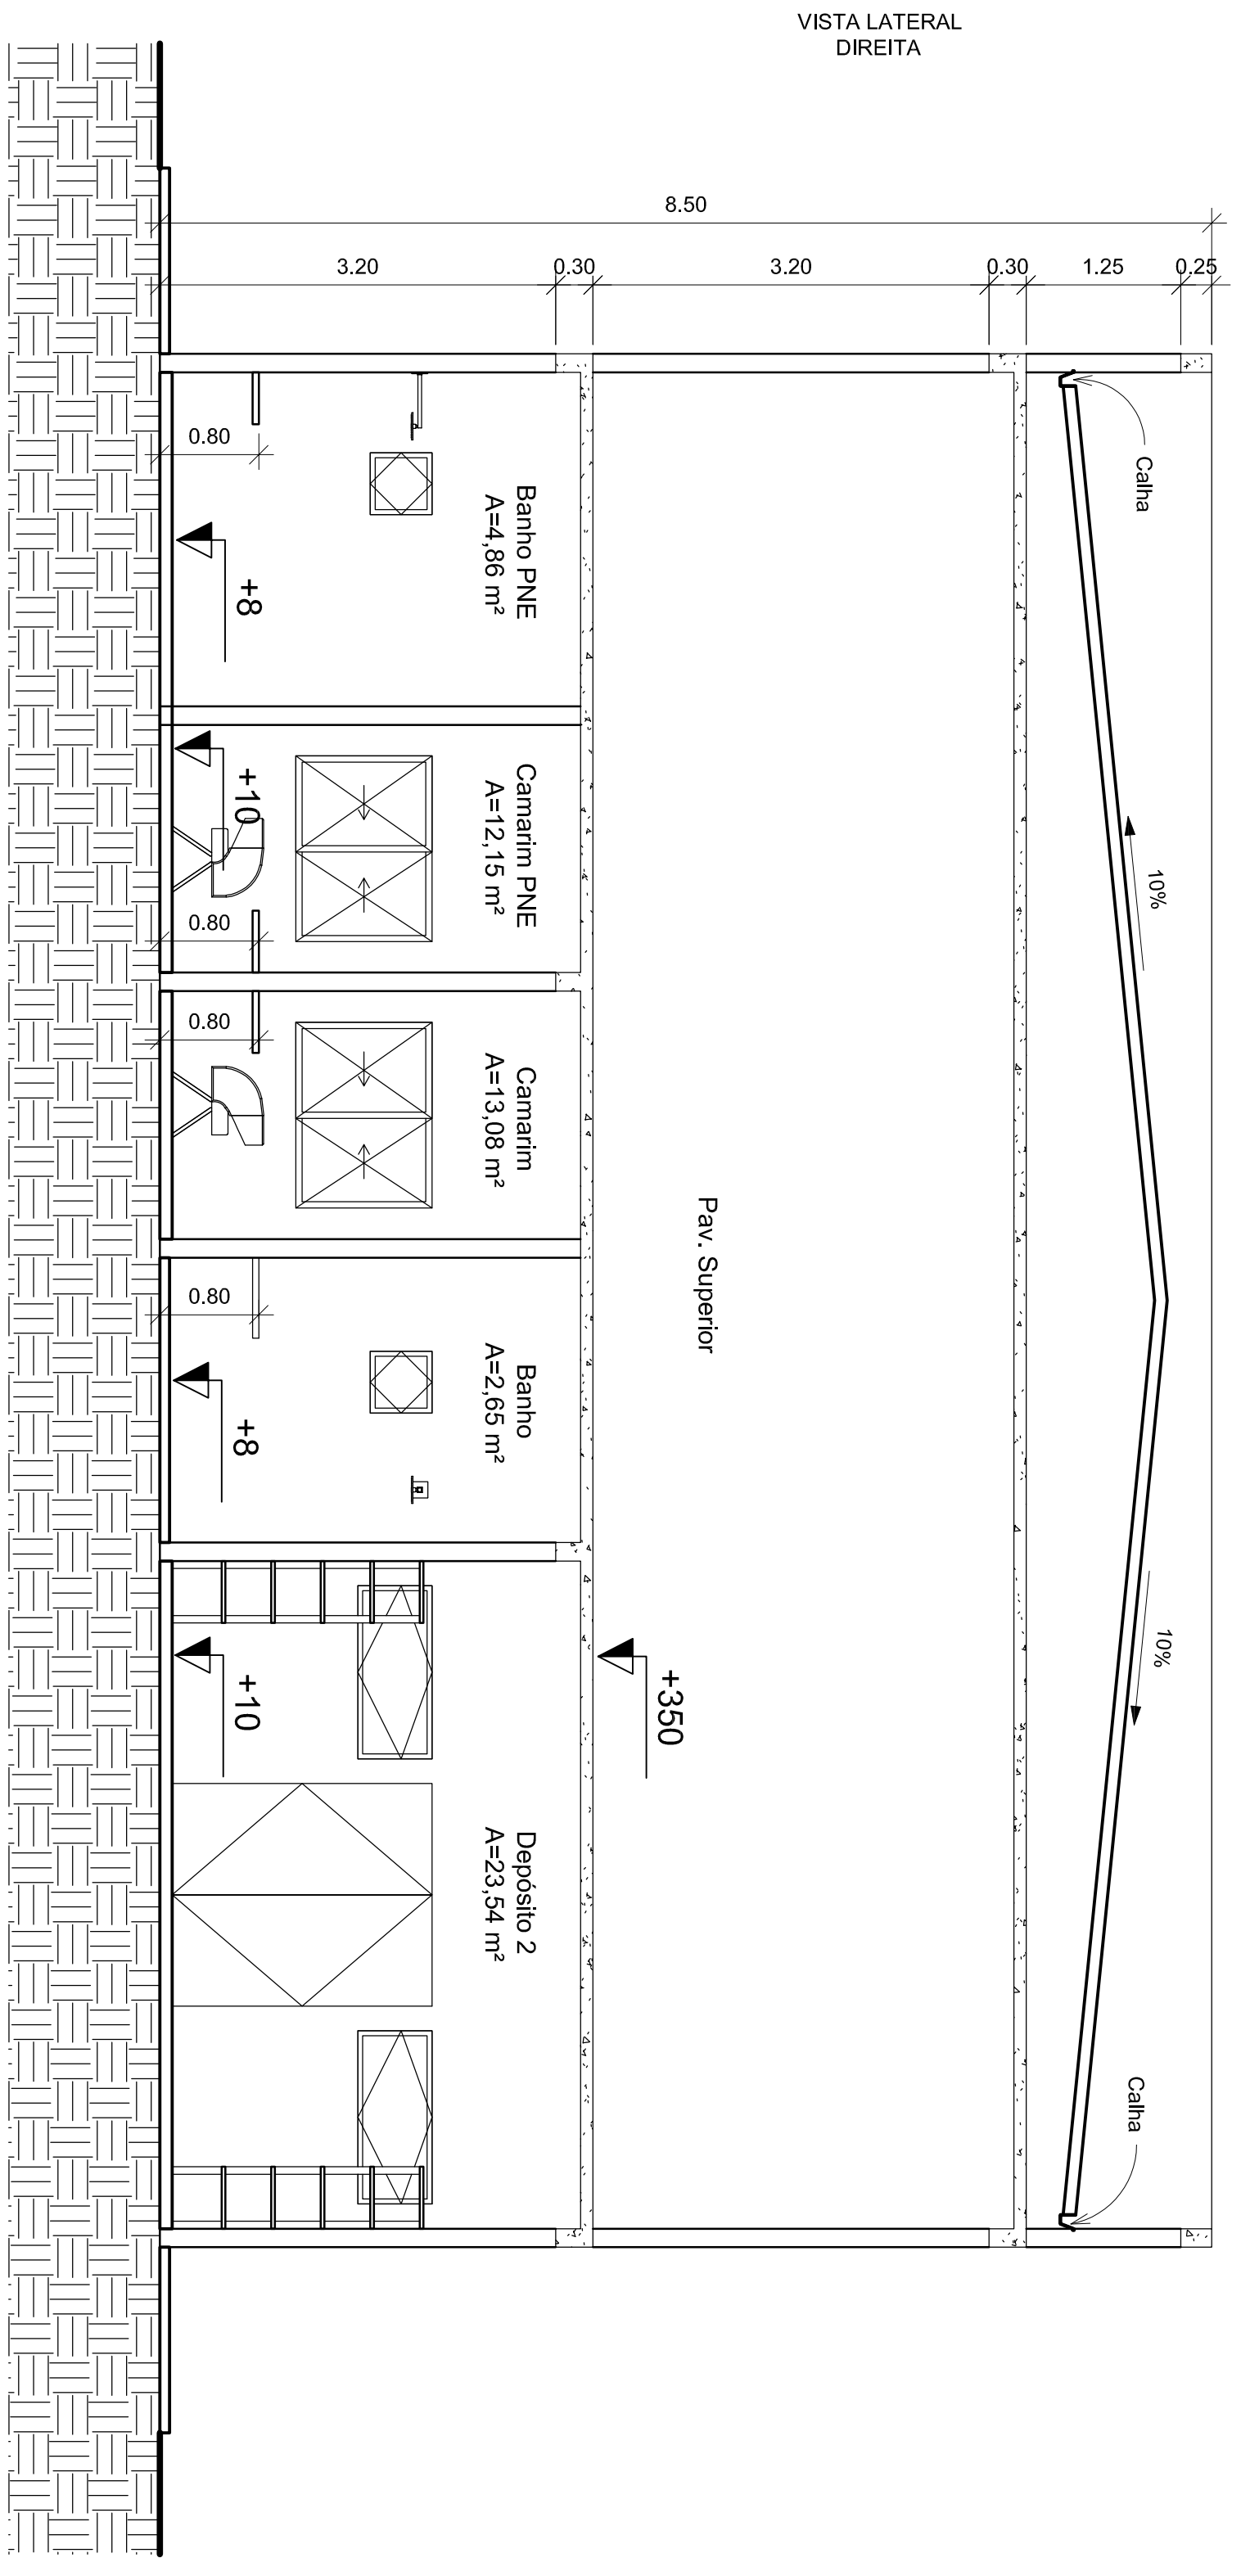 VISTA LATERAL
DIREITA
8.50
3.20
0.30
3.20
0.30
1.25
0.25
Calha
0.80
Banho PNE
A=4,86 m²
+8
Camarim PNE
A=12,15 m²
+10
10%
0.80
Camarim
A=13,08 m²
0.80
Pav. Superior
Banho
A=2,65 m²
0.80
+8
10%
+350
+10
Depósito 2
A=23,54 m²
Calha